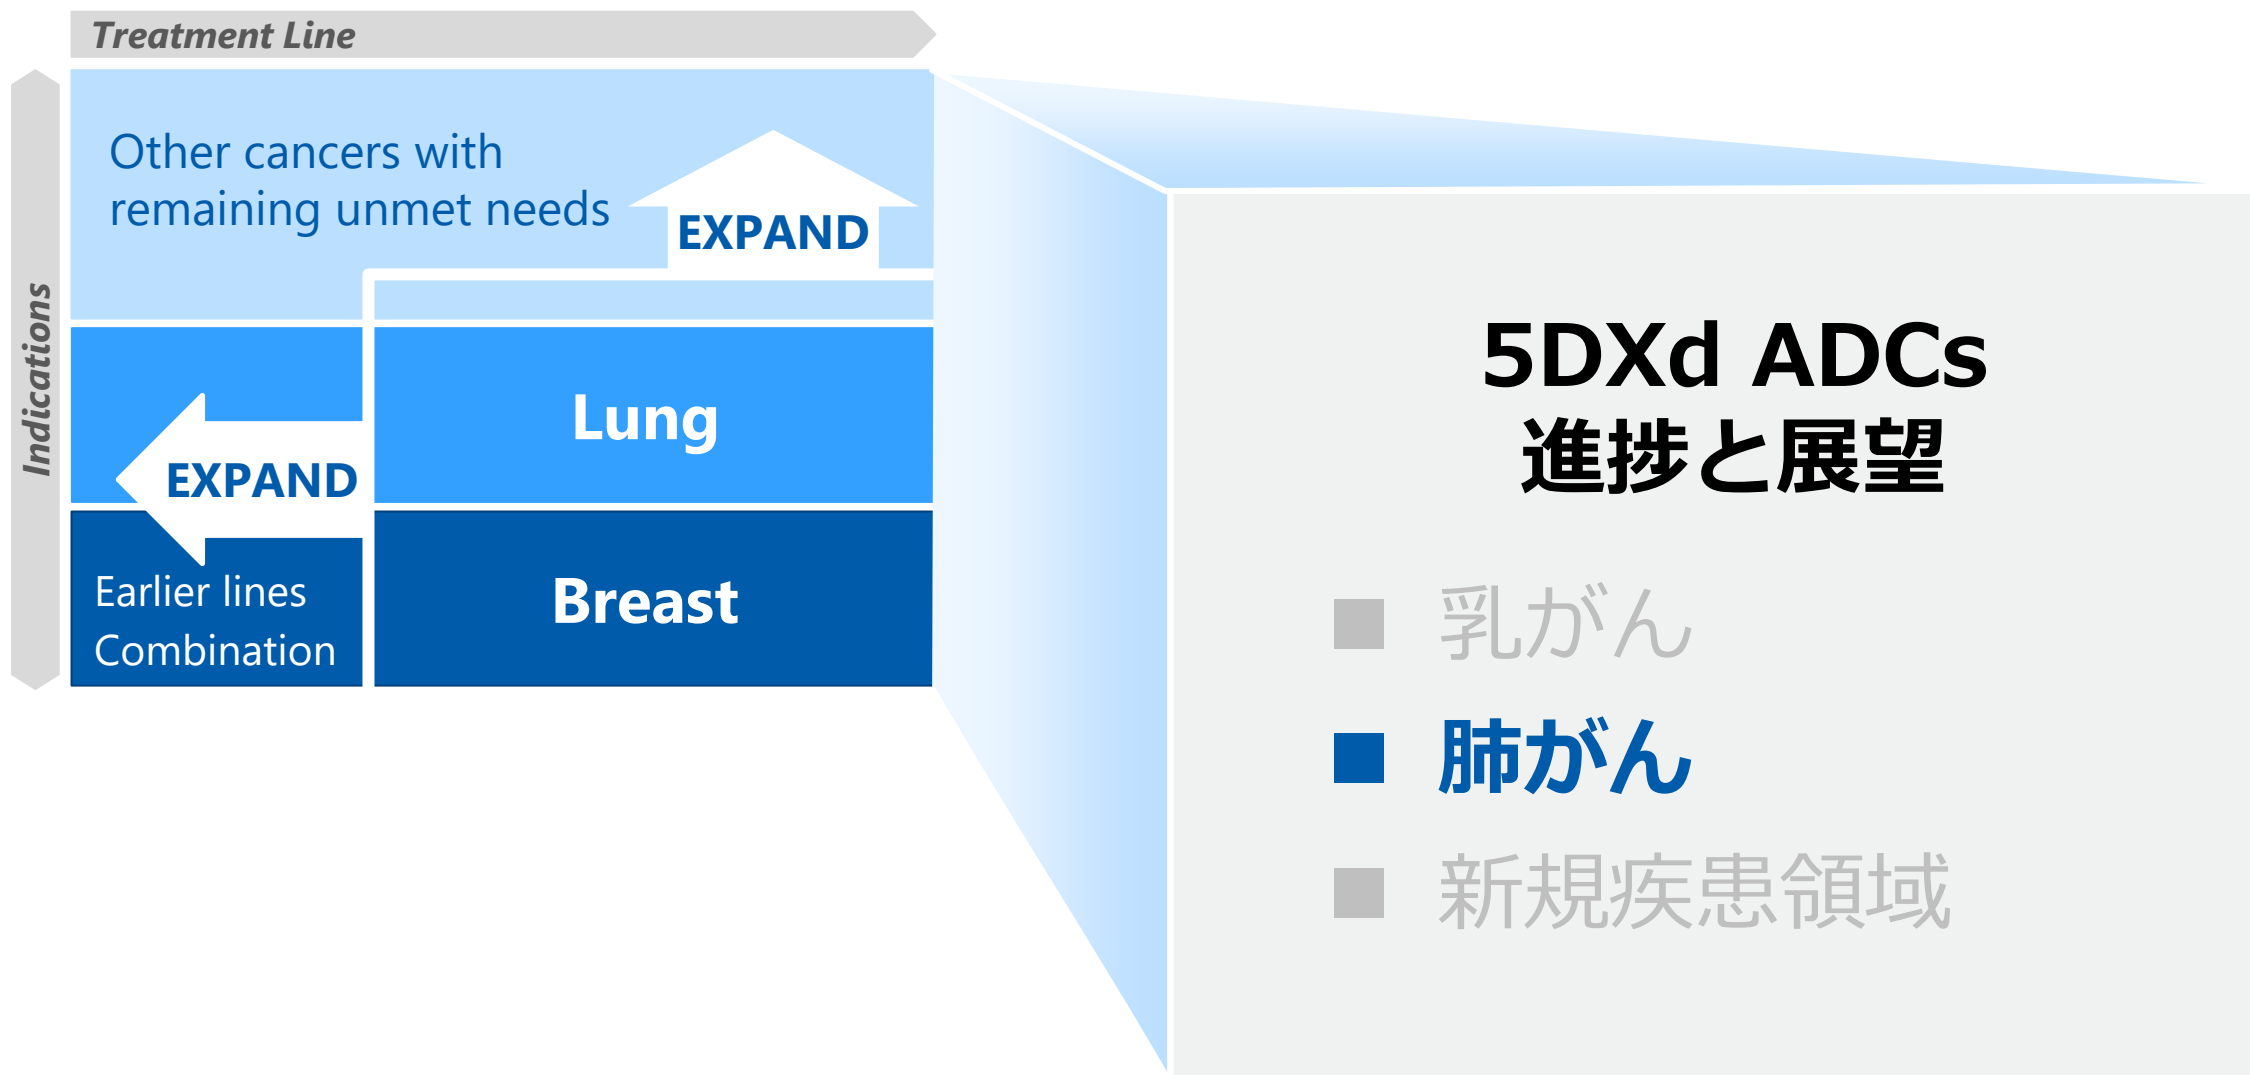 Treatment Line
Indications
Other cancers with
remaining unmet needs
EXPAND
Lung
EXPAND
Earlier lines
Combination
Breast
5DXd ADCs
進捗と展望
■ 乳がん
■ 肺がん
■ 新規疾患領域